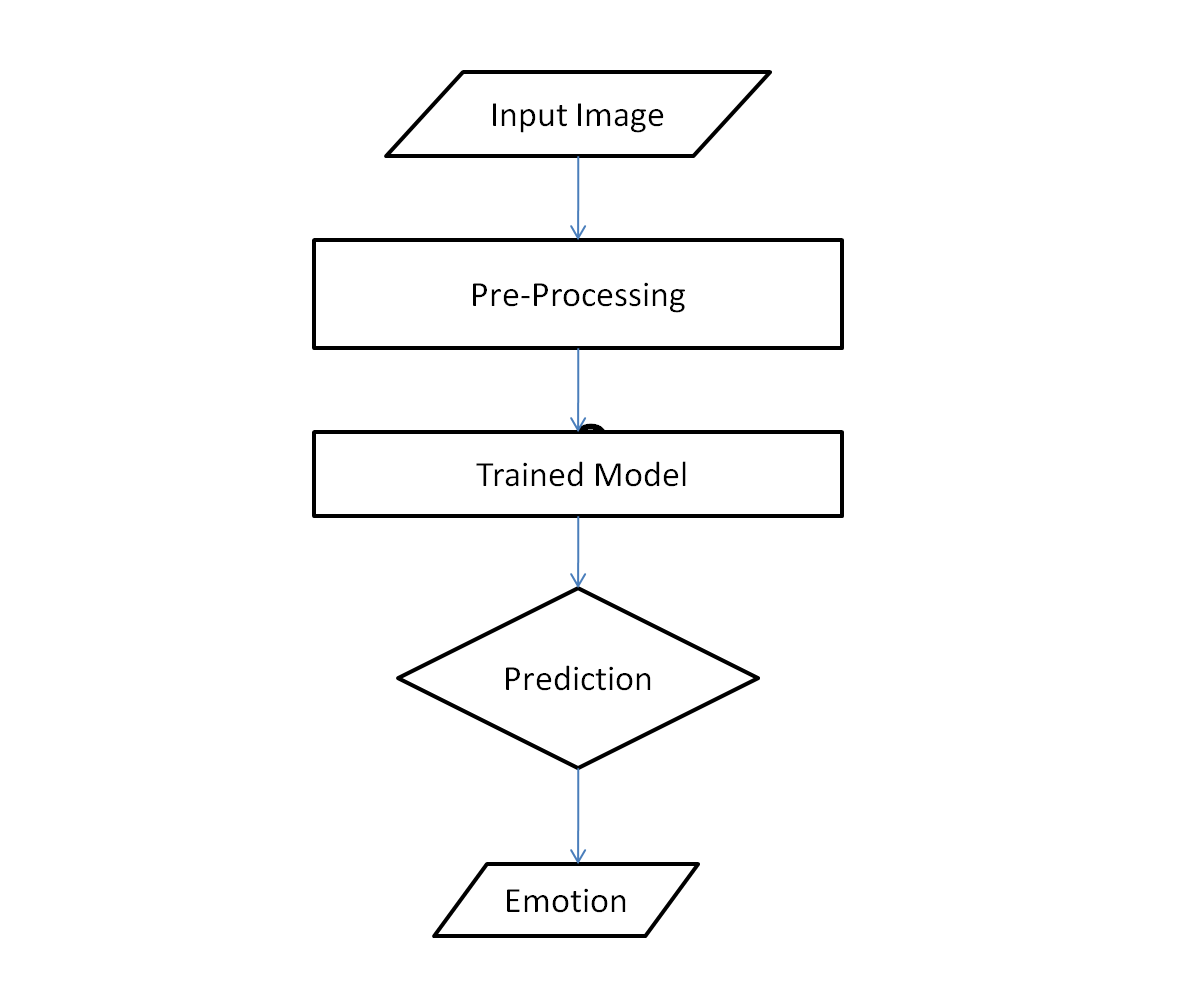 Input Image
Pre-Processing
Trained Model
Prediction
Emotion